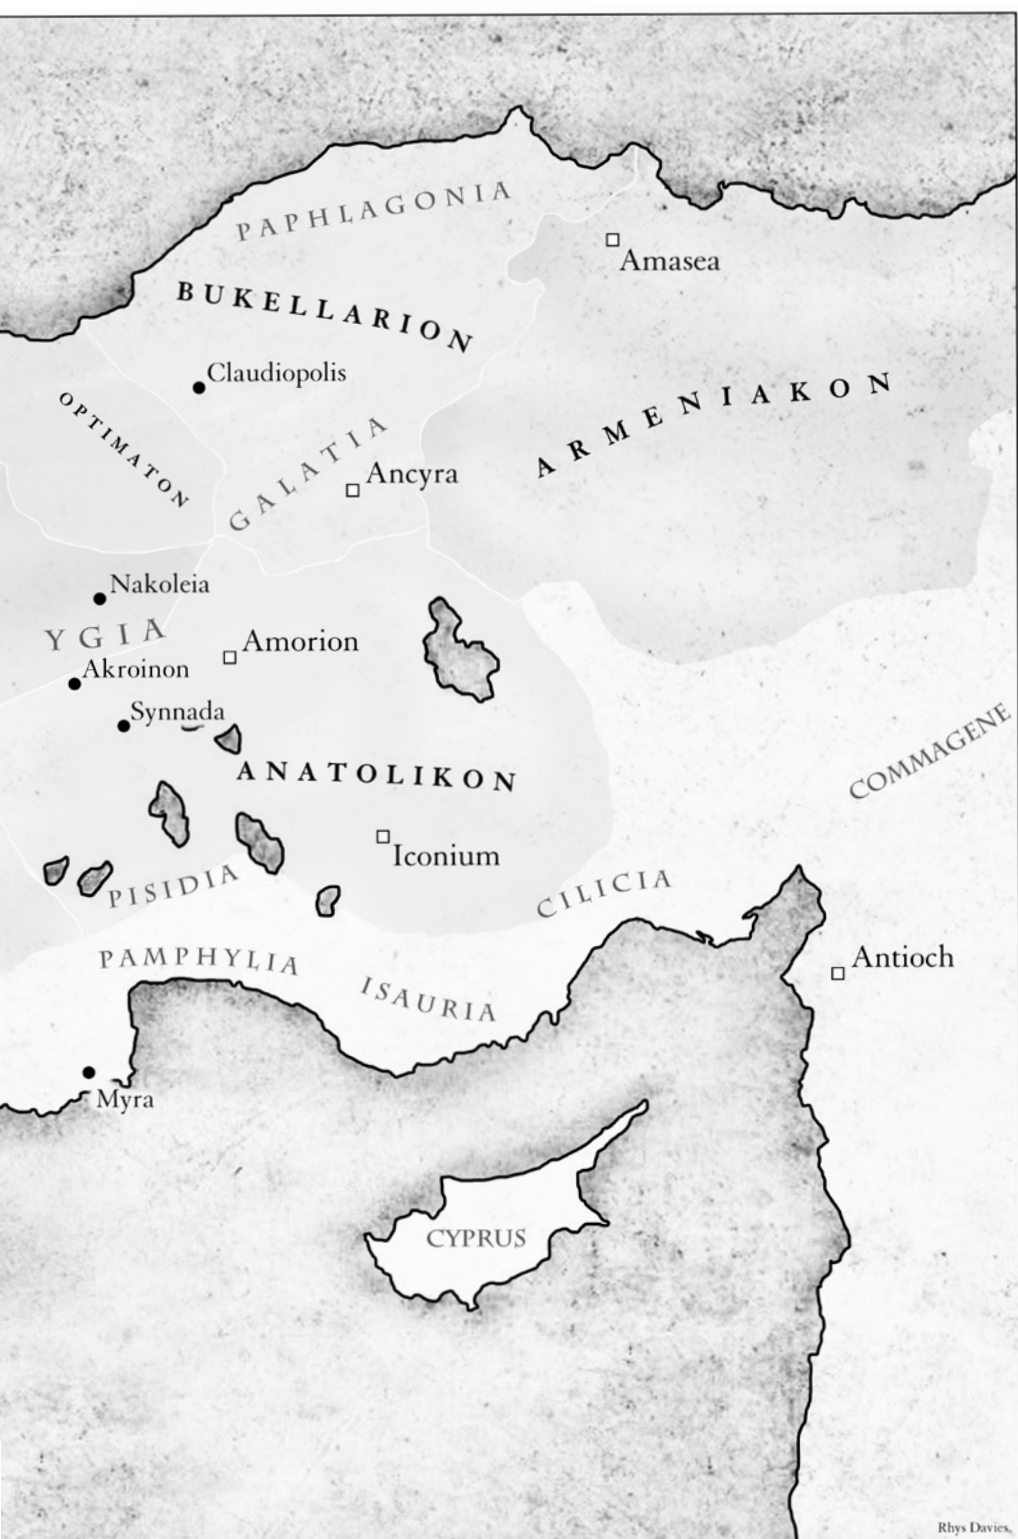 PAPHLAGONIA
Amasea
BUKELLARION
Claudiopolis
ARMENIAKON
OPTIMATON
GALATIA
Ancyra
Nakoleia
YGIA
Amorion
Akroinon
Synnada
COMMAGENE
ANATOLIKON
Iconium
PISIDIA
CILICIA
PAMPHYLIA
Antioch
ISAURIA
Myra
CYPRUS
Rhys Davies,